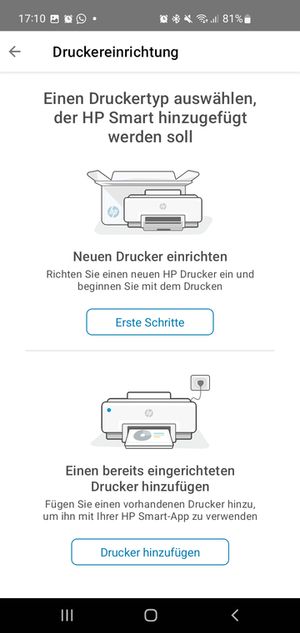 17:10
81%
Druckereinrichtung
Einen Druckertyp auswählen,
der HP Smart hinzugefügt
werden soll
hp
Neuen Drucker einrichten
Richten Sie einen neuen HP Drucker ein und
beginnen Sie mit dem Drucken
Erste Schritte
hp
Einen bereits eingerichteten
Drucker hinzufügen
Fügen Sie einen vorhandenen Drucker hinzu,
um ihn mit Ihrer HP Smart-App zu verwenden
Drucker hinzufügen